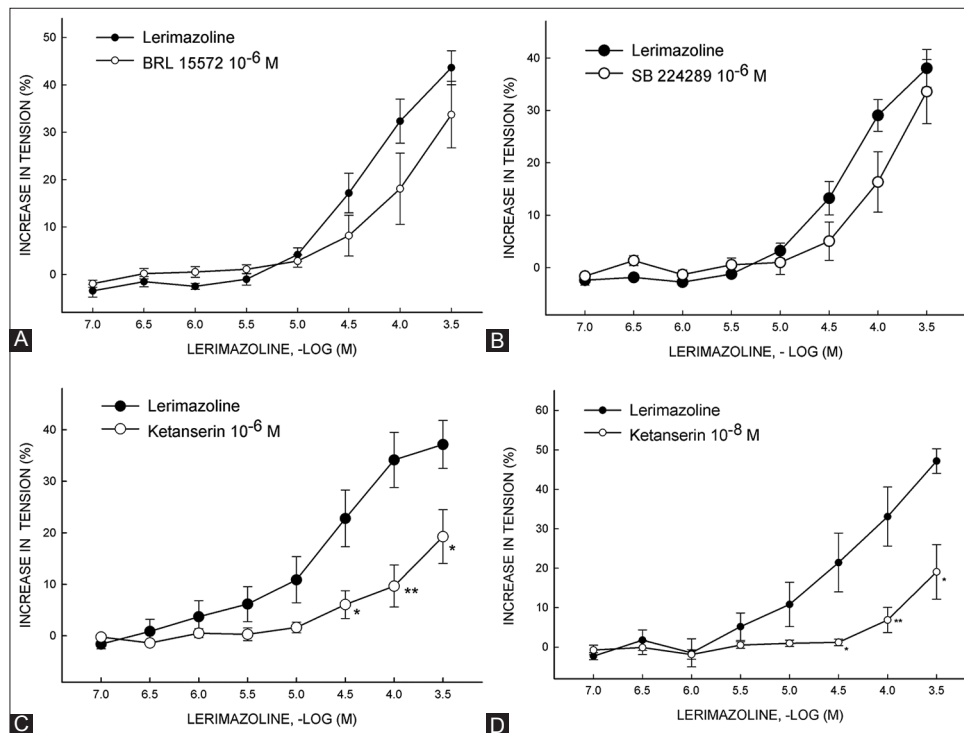 Lerimazoline
BRL 15572 10⁻⁶ M
INCREASE IN TENSION (%)
50
40
30
20
10
0
7.0 6.5 6.0 5.5 5.0 4.5 4.0 3.5
LERIMAZOLINE, -LOG (M)
A
Lerimazoline
SB 224289 10⁻⁶ M
INCREASE IN TENSION (%)
40
30
20
10
0
7.0 6.5 6.0 5.5 5.0 4.5 4.0 3.5
LERIMAZOLINE, - LOG (M)
B
Lerimazoline
Ketanserin 10⁻⁶ M
INCREASE IN TENSION (%)
40
30
20
10
0
*
**
*
7.0 6.5 6.0 5.5 5.0 4.5 4.0 3.5
LERIMAZOLINE, -LOG (M)
C
Lerimazoline
Ketanserin 10⁻⁸ M
INCREASE IN TENSION (%)
60
50
40
30
20
10
0
*
**
*
7.0 6.5 6.0 5.5 5.0 4.5 4.0 3.5
LERIMAZOLINE, -LOG (M)
D